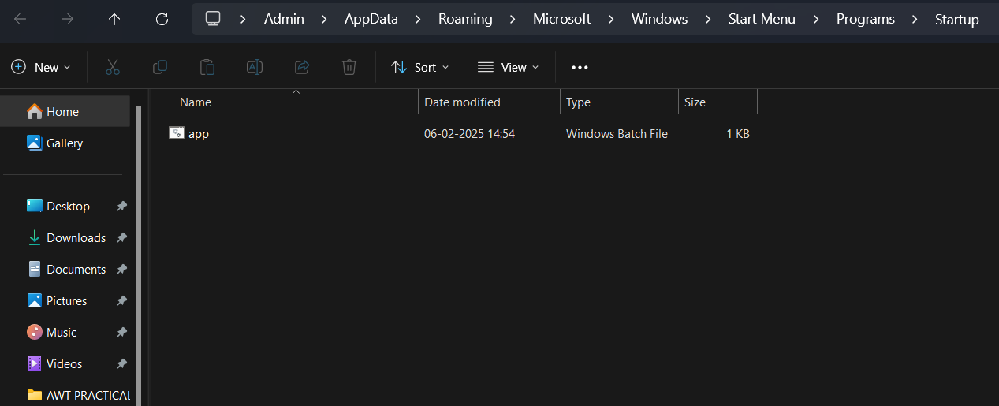 Admin AppData Roaming Microsoft Windows Start Menu Programs Startup
New Sort View
Name Date modified Type Size
app 06-02-2025 14:54 Windows Batch File 1 KB
Home
Gallery
Desktop
Downloads
Documents
Pictures
Music
Videos
AWT PRACTICAL